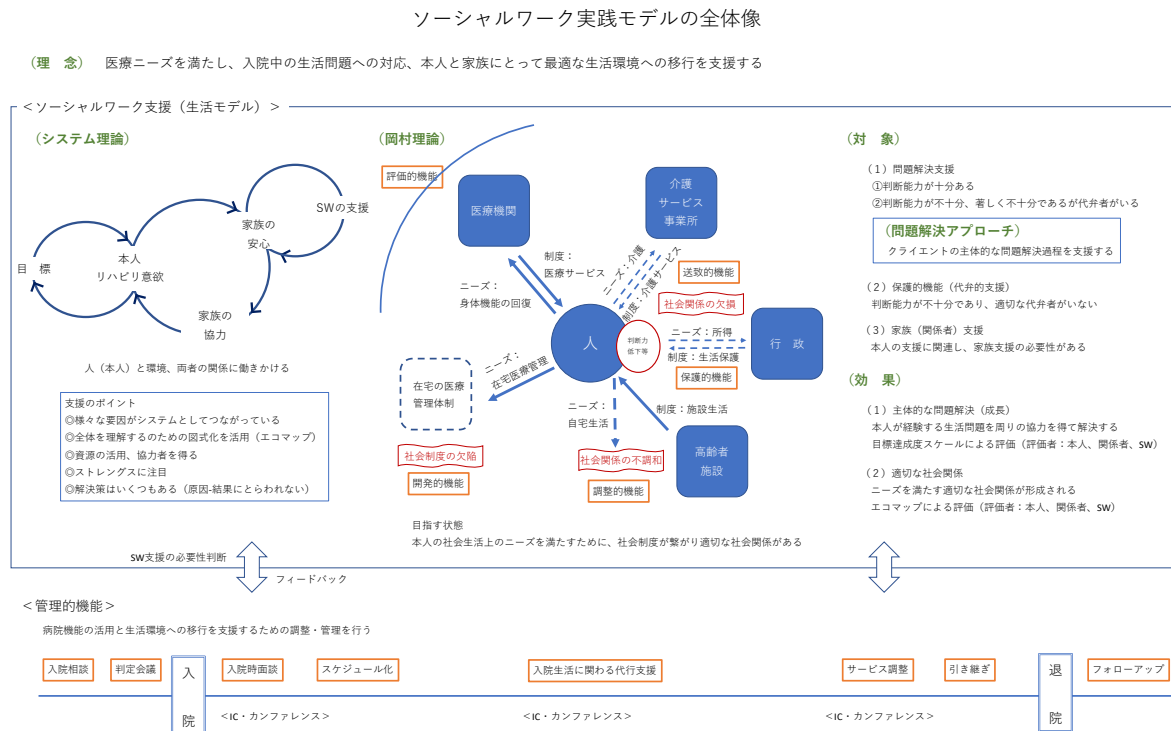 ソーシャルワーク実践モデルの全体像
（理　念）　医療ニーズを満たし、入院中の生活問題への対応、本人と家族にとって最適な生活環境への移行を支援する
＜ソーシャルワーク支援（生活モデル）＞
（システム理論）
SWの支援
家族の
安心
目　標
本人
リハビリ意欲
家族の
協力
人（本人）と環境、両者の関係に働きかける
支援のポイント
◎様々な要因がシステムとしてつながっている
◎全体を理解するのための図式化を活用（エコマップ）
◎資源の活用、協力者を得る
◎ストレングスに注目
◎解決策はいくつもある（原因-結果にとらわれない）
（岡村理論）
評価的機能
医療機関
介護
サービス
事業所
制度：
医療サービス
ニーズ：
身体機能の回復
ニーズ：介護
制度：介護サービス
送致的機能
社会関係の欠損
人
判断力
低下等
ニーズ：所得
制度：生活保護
保護的機能
行　政
在宅の医療
管理体制
ニーズ：
在宅医療管理
社会制度の欠陥
開発的機能
ニーズ：
自宅生活
制度：施設生活
社会関係の不調和
調整的機能
高齢者
施設
目指す状態
本人の社会生活上のニーズを満たすために、社会制度が繋がり適切な社会関係がある
（対　象）
（１）問題解決支援
①判断能力が十分ある
②判断能力が不十分、著しく不十分であるが代弁者がいる
（問題解決アプローチ）
クライエントの主体的な問題解決過程を支援する
（２）保護的機能（代弁的支援）
判断能力が不十分であり、適切な代弁者がいない
（３）家族（関係者）支援
本人の支援に関連し、家族支援の必要性がある
（効　果）
（１）主体的な問題解決（成長）
本人が経験する生活問題を周りの協力を得て解決する
目標達成度スケールによる評価（評価者：本人、関係者、SW）
（２）適切な社会関係
ニーズを満たす適切な社会関係が形成される
エコマップによる評価（評価者：本人、関係者、SW）
SW支援の必要性判断
フィードバック
＜管理的機能＞
病院機能の活用と生活環境への移行を支援するための調整・管理を行う
入院相談
判定会議
入
院
入院時面談
スケジュール化
入院生活に関わる代行支援
サービス調整
引き継ぎ
退
院
フォローアップ
＜IC・カンファレンス＞
＜IC・カンファレンス＞
＜IC・カンファレンス＞